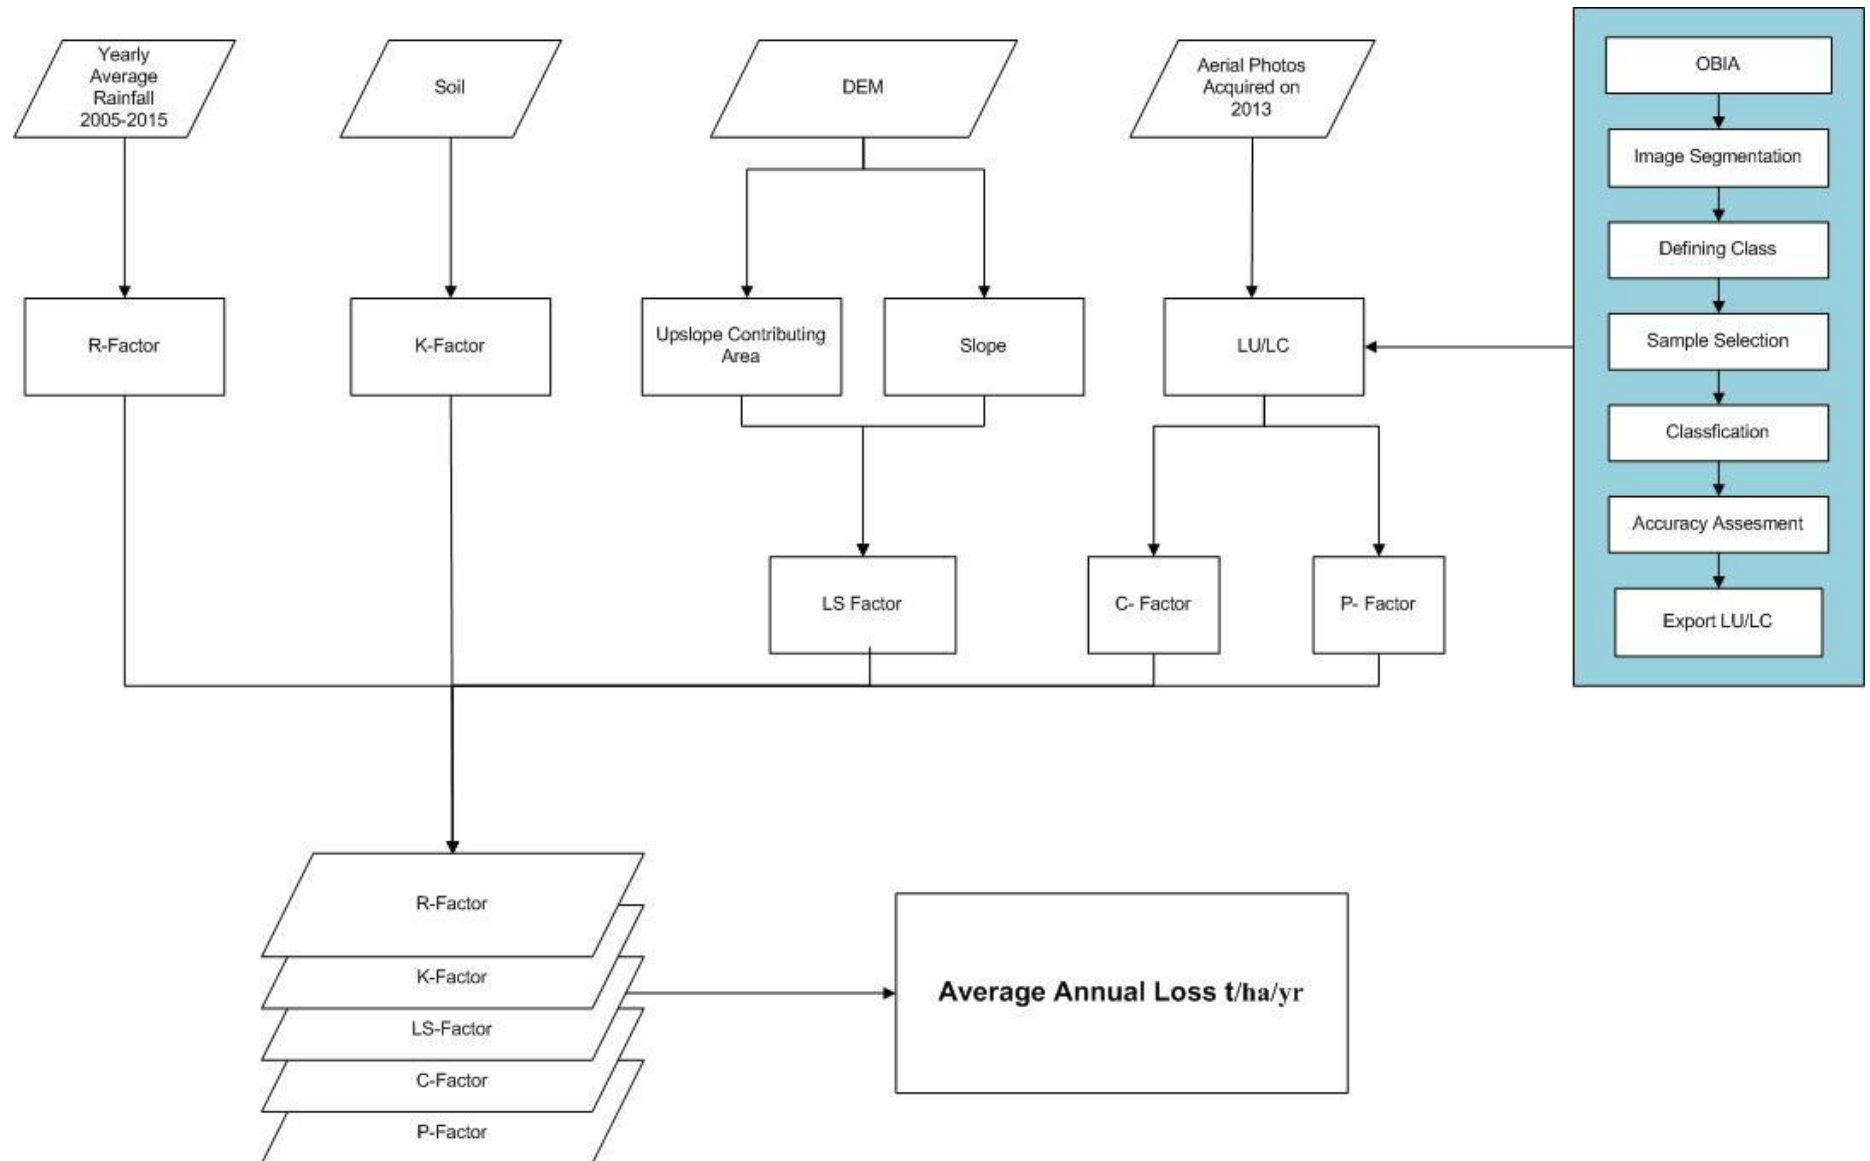 Yearly
Average
Rainfall
2005-2015
Soil
DEM
Aerial Photos
Acquired on
2013
OBIA
Image Segmentation
Defining Class
Sample Selection
Classfication
Accuracy Assesment
Export LU/LC
R-Factor
K-Factor
Upslope Contributing
Area
Slope
LU/LC
LS Factor
C- Factor
P- Factor
R-Factor
K-Factor
LS-Factor
C-Factor
P-Factor
Average Annual Loss t/ha/yr